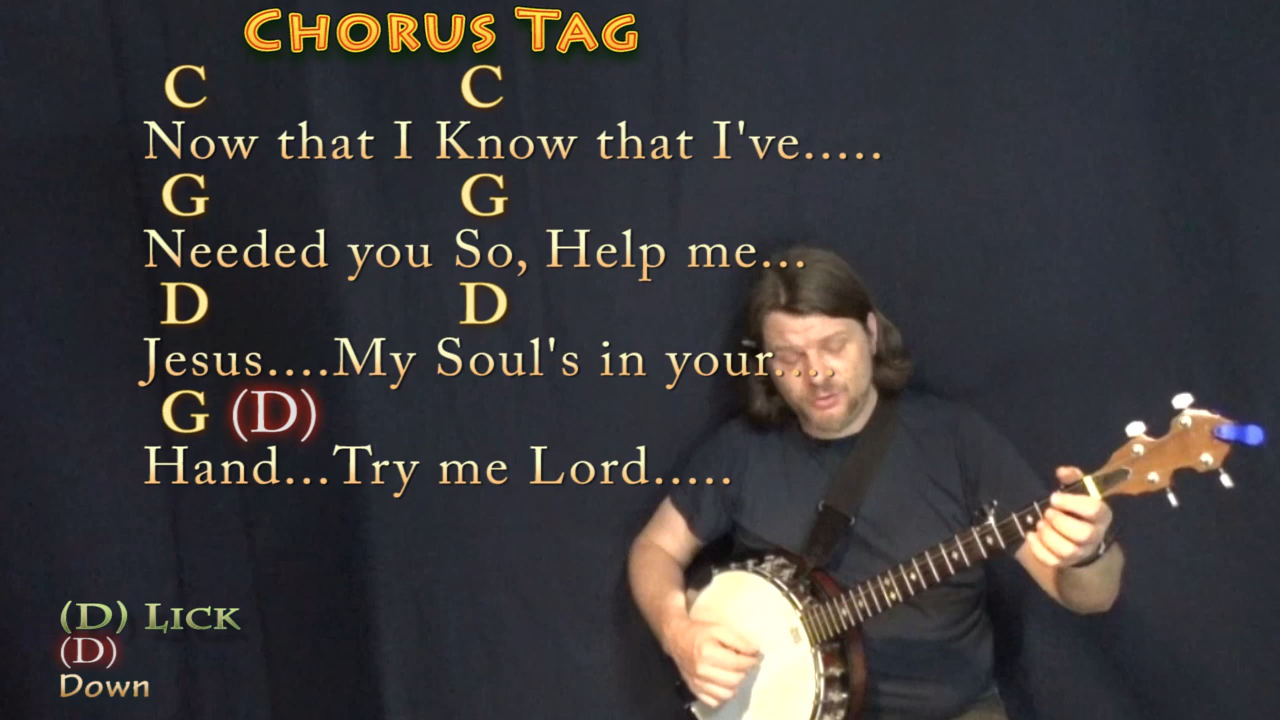 Chorus Tag
C C
Now that I Know that I've.....
G G
Needed you So, Help me...
D D
Jesus....My Soul's in your....
G (D)
Hand...Try me Lord.....
(D) Lick
(D)
Down